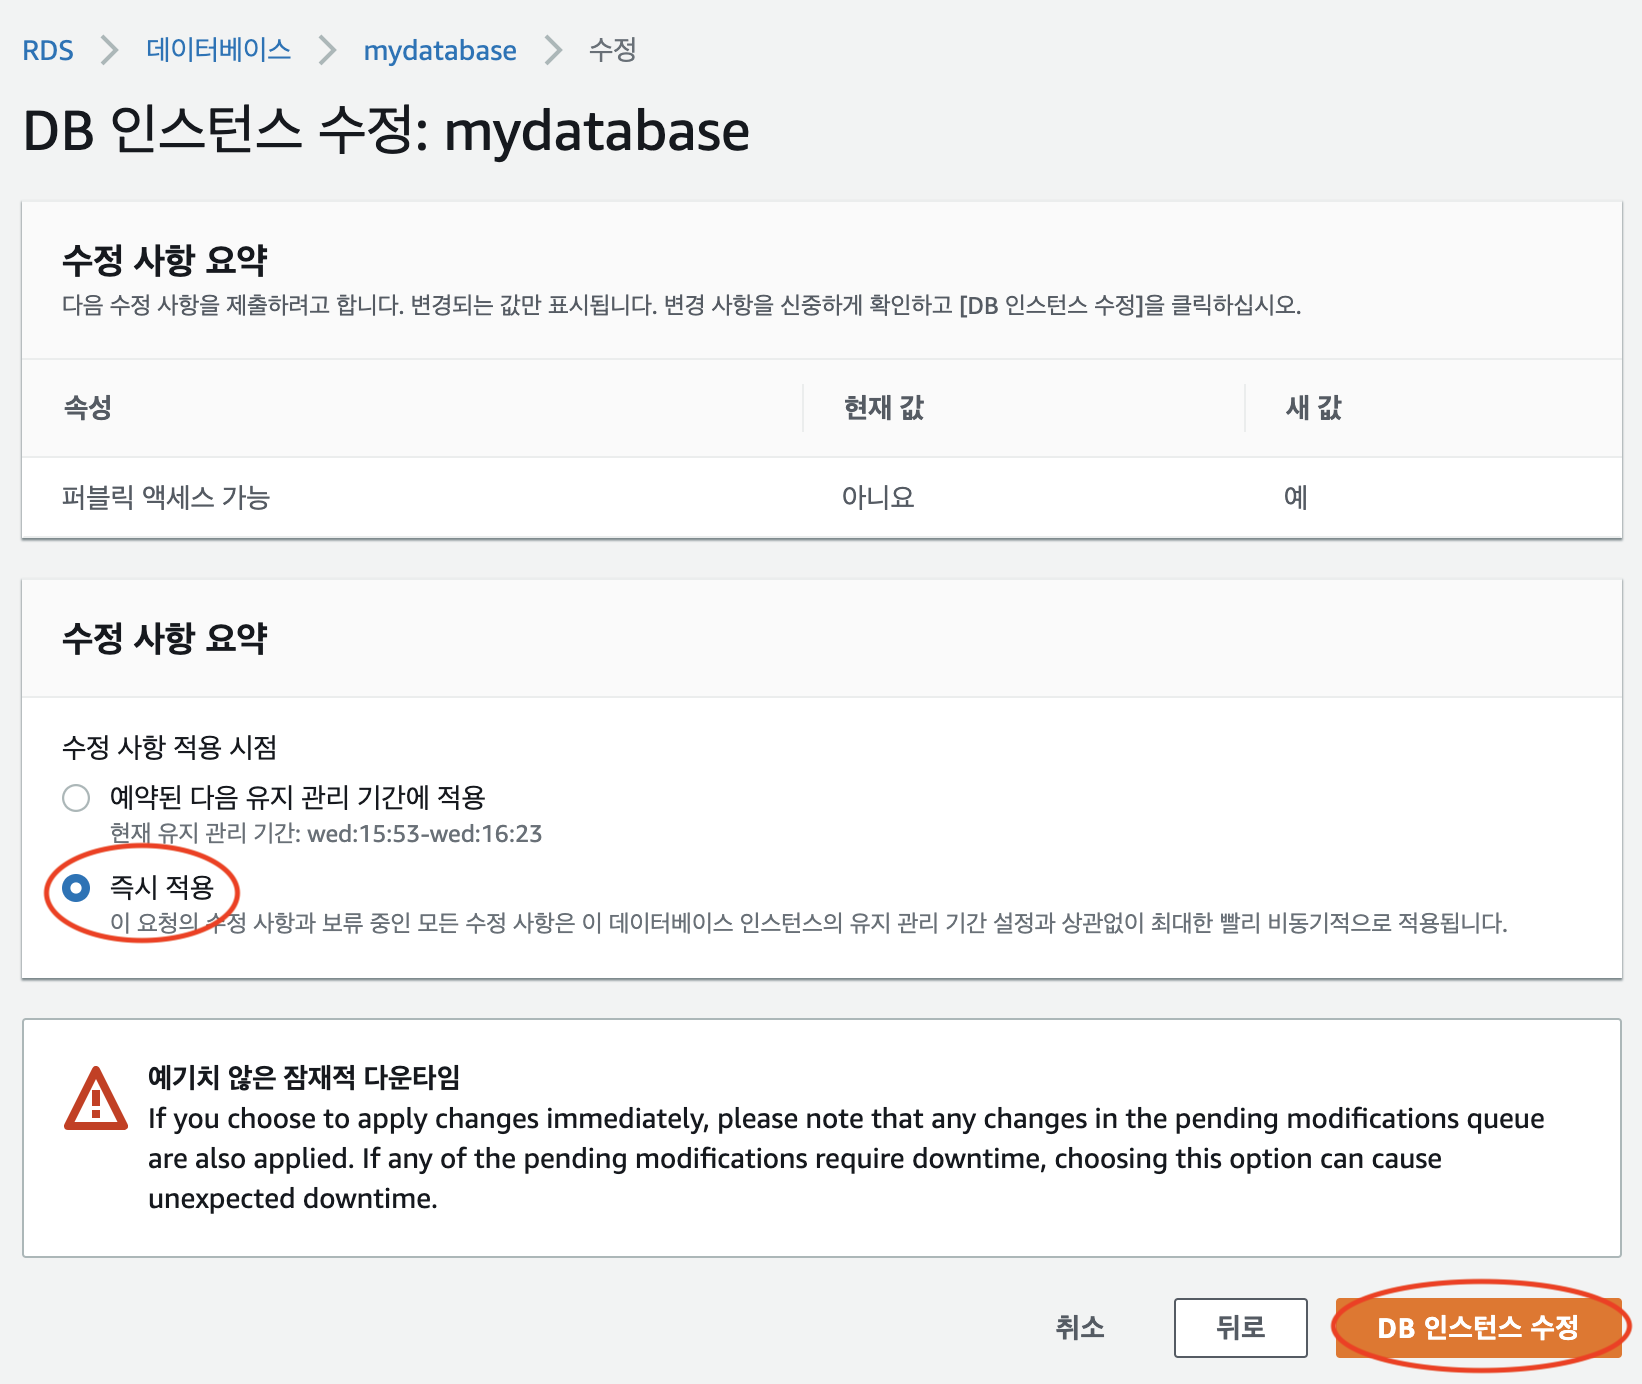 RDS > 데이터베이스 > mydatabase > 수정
DB 인스턴스 수정: mydatabase
수정 사항 요약
다음 수정 사항을 제출하려고 합니다. 변경되는 값만 표시됩니다. 변경 사항을 신중하게 확인하고 [DB 인스턴스 수정]을 클릭하십시오.
속성 현재 값 새 값
퍼블릭 액세스 가능 아니요 예
수정 사항 요약
수정 사항 적용 시점
예약된 다음 유지 관리 기간에 적용
현재 유지 관리 기간: wed:15:53-wed:16:23
즉시 적용
이 요청의 수정 사항과 보류 중인 모든 수정 사항은 이 데이터베이스 인스턴스의 유지 관리 기간 설정과 상관없이 최대한 빨리 비동기적으로 적용됩니다.
예기치 않은 잠재적 다운타임
If you choose to apply changes immediately, please note that any changes in the pending modifications queue
are also applied. If any of the pending modifications require downtime, choosing this option can cause
unexpected downtime.
취소 뒤로 DB 인스턴스 수정